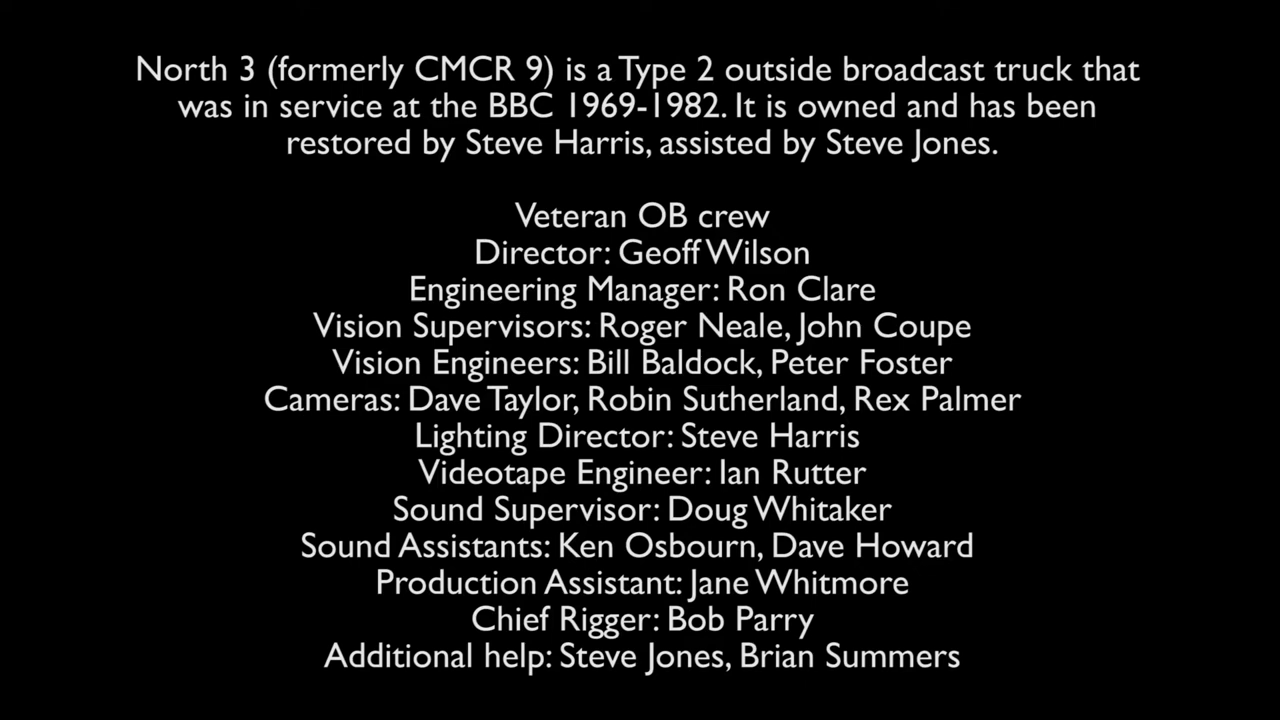 North 3 (formerly CMCR 9) is a Type 2 outside broadcast truck that
was in service at the BBC 1969-1982. It is owned and has been
restored by Steve Harris, assisted by Steve Jones.
Veteran OB crew
Director: Geoff Wilson
Engineering Manager: Ron Clare
Vision Supervisors: Roger Neale, John Coupe
Vision Engineers: Bill Baldock, Peter Foster
Cameras: Dave Taylor, Robin Sutherland, Rex Palmer
Lighting Director: Steve Harris
Videotape Engineer: Ian Rutter
Sound Supervisor: Doug Whitaker
Sound Assistants: Ken Osbourn, Dave Howard
Production Assistant: Jane Whitmore
Chief Rigger: Bob Parry
Additional help: Steve Jones, Brian Summers